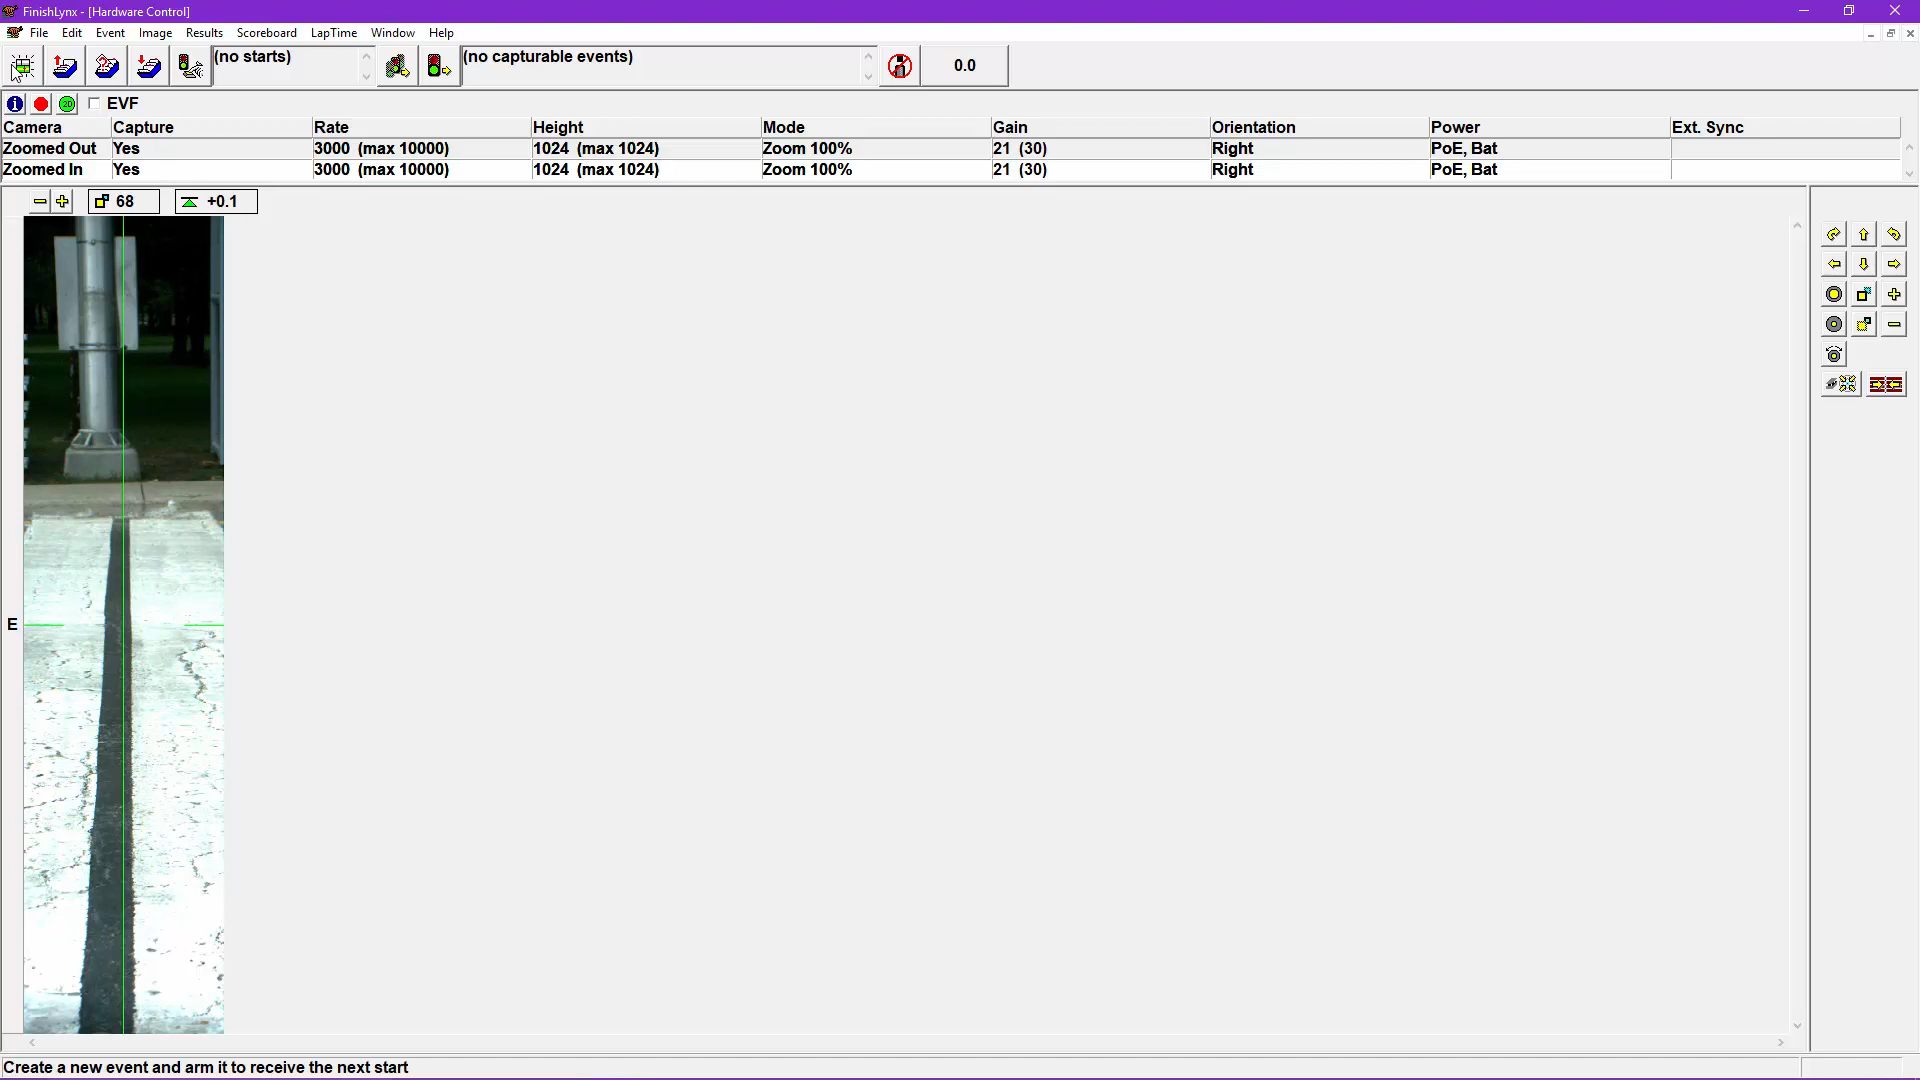 FinishLynx - [Hardware Control]
File Edit Event Image Results Scoreboard LapTime Window Help
(no starts) (no capturable events) 0.0
EVF
Camera Capture Rate Height Mode Gain Orientation Power Ext. Sync
Zoomed Out Yes 3000 (max 10000) 1024 (max 1024) Zoom 100% 21 (30) Right PoE, Bat
Zoomed In Yes 3000 (max 10000) 1024 (max 1024) Zoom 100% 21 (30) Right PoE, Bat
68 +0.1
E
Create a new event and arm it to receive the next start